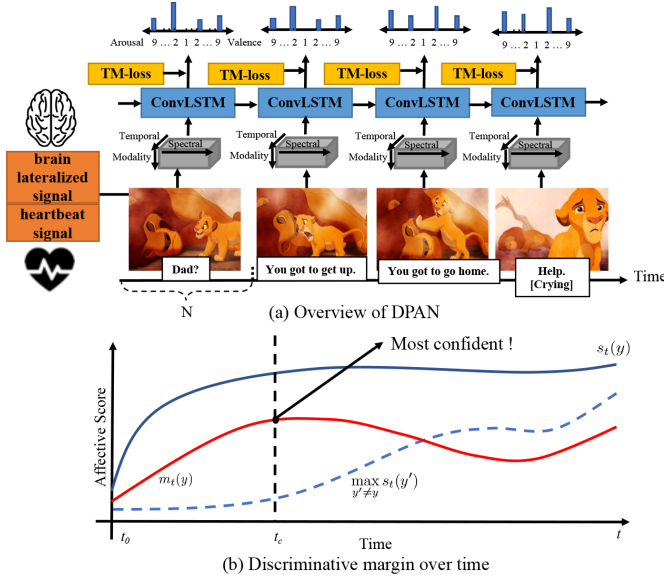 Arousal 9 ... 2 1 2 ... 9 Valence 9 ... 2 1 2 ... 9 9 ... 2 1 2 ... 9 9 ... 2 1 2 ... 9
TM-loss TM-loss TM-loss TM-loss
ConvLSTM ConvLSTM ConvLSTM ConvLSTM
Temporal Spectral Modality Temporal Spectral Modality Temporal Spectral Modality Temporal Spectral Modality
brain
lateralized
signal
heartbeat
signal
Dad? You got to get up. You got to go home. Help.
[Crying]
Time
N
(a) Overview of DPAN
Most confident !
s_t(y)
Affective Score
m_t(y)
max s_t(y')
y'≠y
t_0 t_c t
Time
(b) Discriminative margin over time